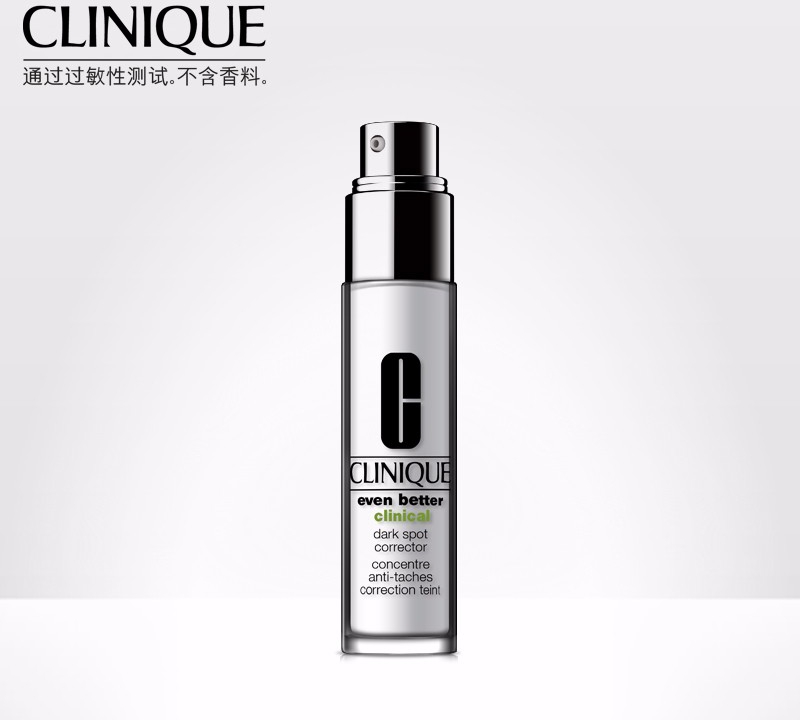 CLINIQUE
通过过敏性测试。不含香料。
CLINIQUE
even better
clinical
dark spot
corrector
concentre
anti-taches
correction teint